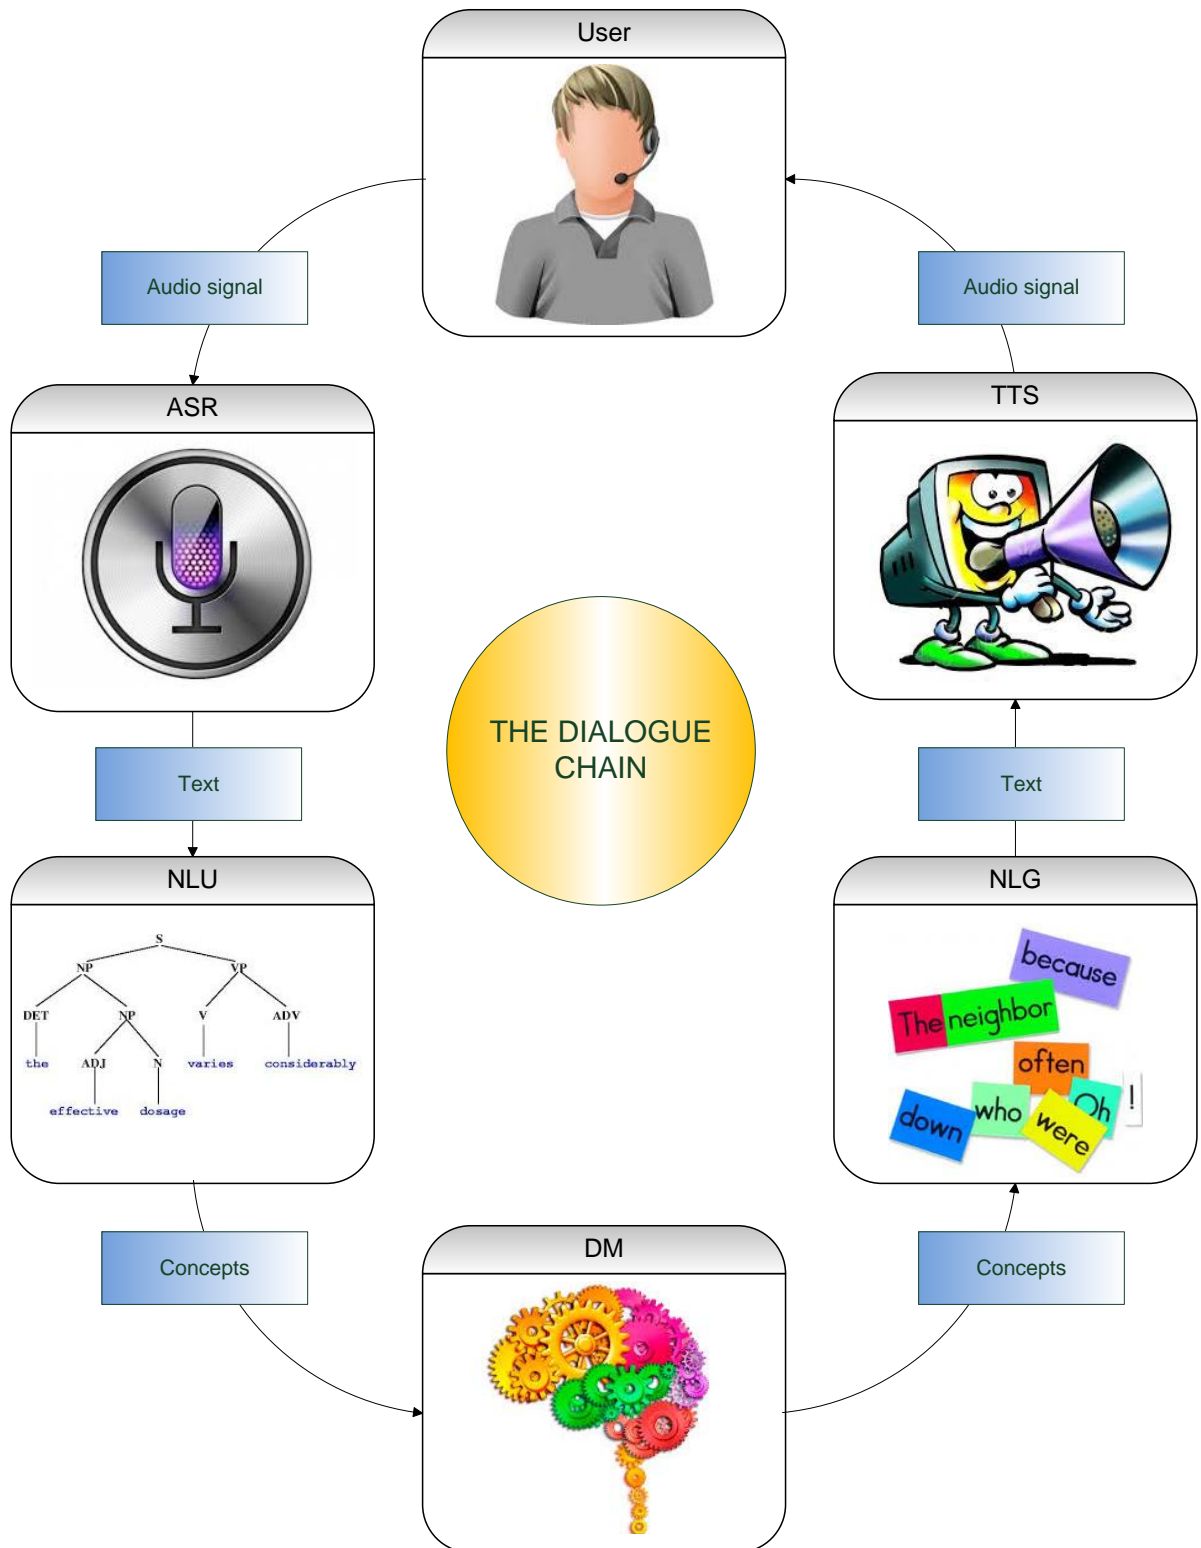 User
Audio signal
Audio signal
ASR
TTS
THE DIALOGUE
CHAIN
Text
Text
NLU
NLG
S
NP VP
DET NP V ADV
the ADJ N varies considerably
effective dosage
because
The neighbor
often
down who were Oh !
Concepts
DM
Concepts